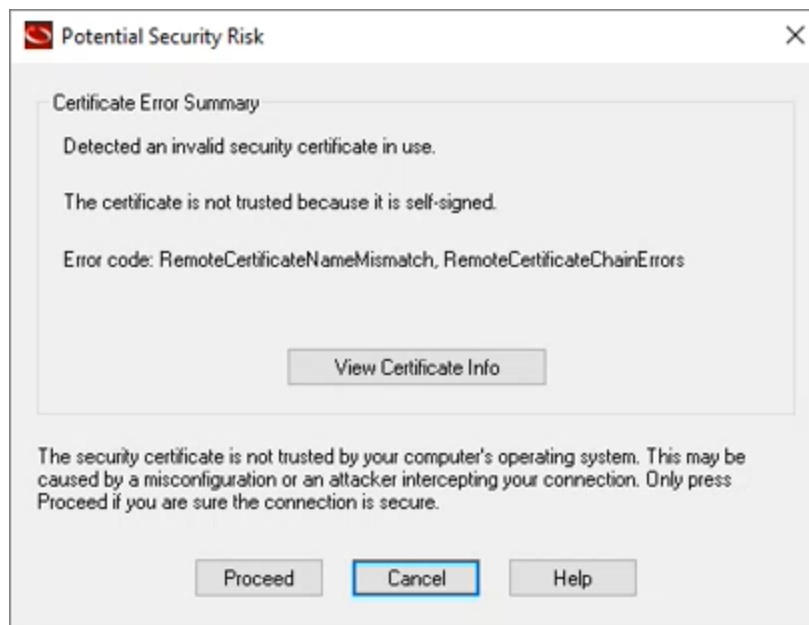 Potential Security Risk
Certificate Error Summary
Detected an invalid security certificate in use.
The certificate is not trusted because it is self-signed.
Error code: RemoteCertificateNameMismatch, RemoteCertificateChainErrors
View Certificate Info
The security certificate is not trusted by your computer's operating system. This may be
caused by a misconfiguration or an attacker intercepting your connection. Only press
Proceed if you are sure the connection is secure.
Proceed
Cancel
Help